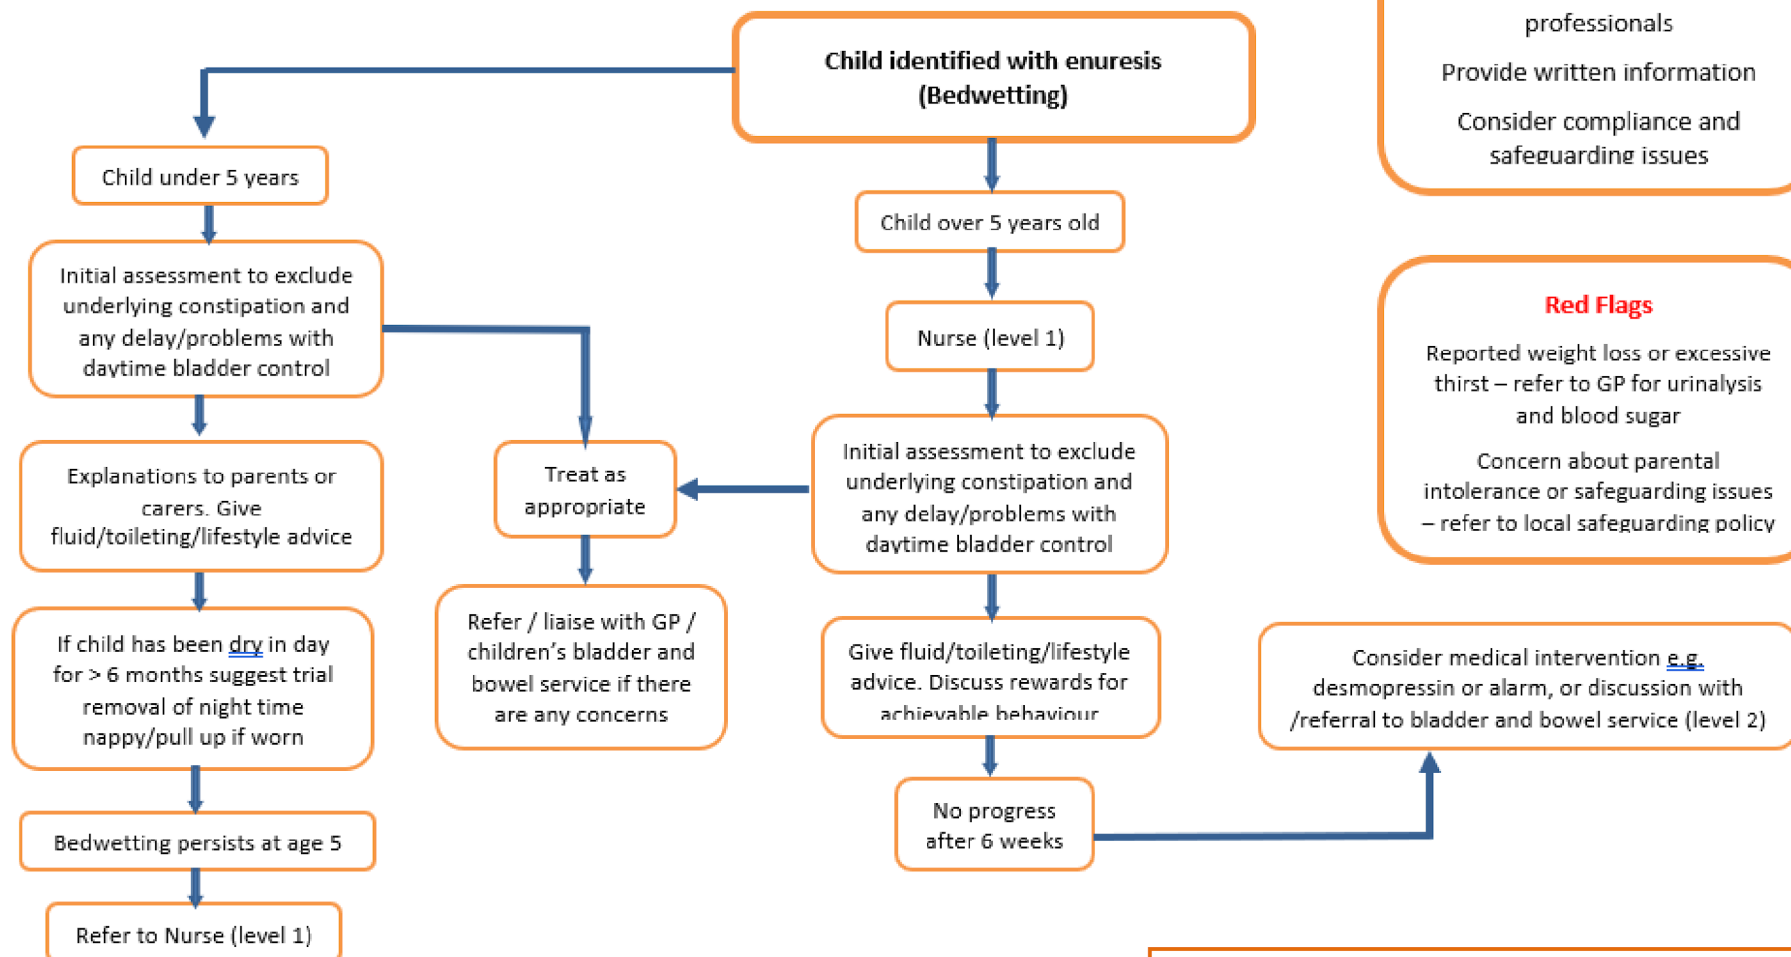 Child identified with enuresis
(Bedwetting)
Child under 5 years
Initial assessment to exclude
underlying constipation and
any delay/problems with
daytime bladder control
Explanations to parents or
carers. Give
fluid/toileting/lifestyle advice
If child has been dry in day
for > 6 months suggest trial
removal of night time
nappy/pull up if worn
Bedwetting persists at age 5
Refer to Nurse (level 1)
Treat as
appropriate
Refer / liaise with GP /
children's bladder and
bowel service if there
are any concerns
Child over 5 years old
Nurse (level 1)
Initial assessment to exclude
underlying constipation and
any delay/problems with
daytime bladder control
Give fluid/toileting/lifestyle
advice. Discuss rewards for
achievable behaviour
No progress
after 6 weeks
Consider medical intervention e.g.
desmopressin or alarm, or discussion with
/referral to bladder and bowel service (level 2)
professionals
Provide written information
Consider compliance and
safeguarding issues
Red Flags
Reported weight loss or excessive
thirst – refer to GP for urinalysis
and blood sugar
Concern about parental
intolerance or safeguarding issues
– refer to local safeguarding policy